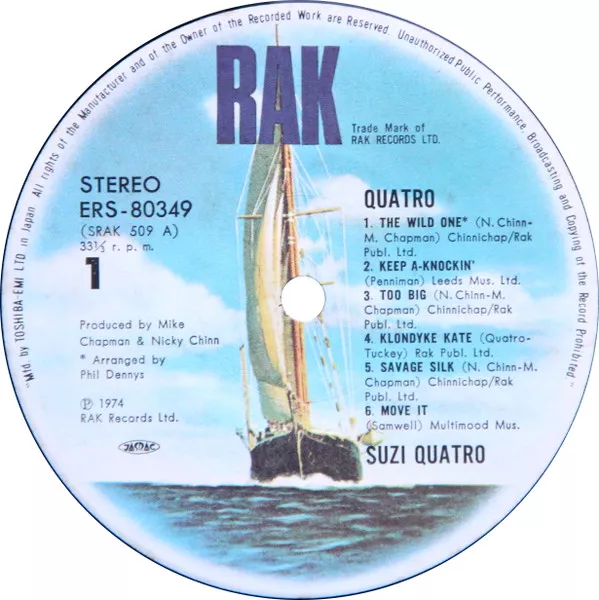 "Mfd by TOSHIBA-EMI LTD. in Japan. All rights of the Manufacturer and of the Owner of the Recorded Work are Reserved. Unauthorized Public Performance, Broadcasting and Copying of the Record Prohibited"
RAK
Trade Mark of
RAK RECORDS LTD.
STEREO
ERS-80349
(SRAK 509 A)
33⅓ r. p. m.
1
Produced by Mike
Chapman & Nicky Chinn
* Arranged by
Phil Dennys
Ⓟ 1974
RAK Records Ltd.
JASRAC
QUATRO
1. THE WILD ONE* (N. Chinn-
M. Chapman) Chinnichap/Rak
Publ. Ltd.
2. KEEP A-KNOCKIN'
(Penniman) Leeds Mus. Ltd.
3. TOO BIG (N. Chinn-M.
Chapman) Chinnichap/Rak
Publ. Ltd.
4. KLONDYKE KATE (Quatro-
Tuckey) Rak Publ. Ltd.
5. SAVAGE SILK (N. Chinn-M.
Chapman) Chinnichap/Rak
Publ. Ltd.
6. MOVE IT
(Samwell) Multimood Mus.
SUZI QUATRO